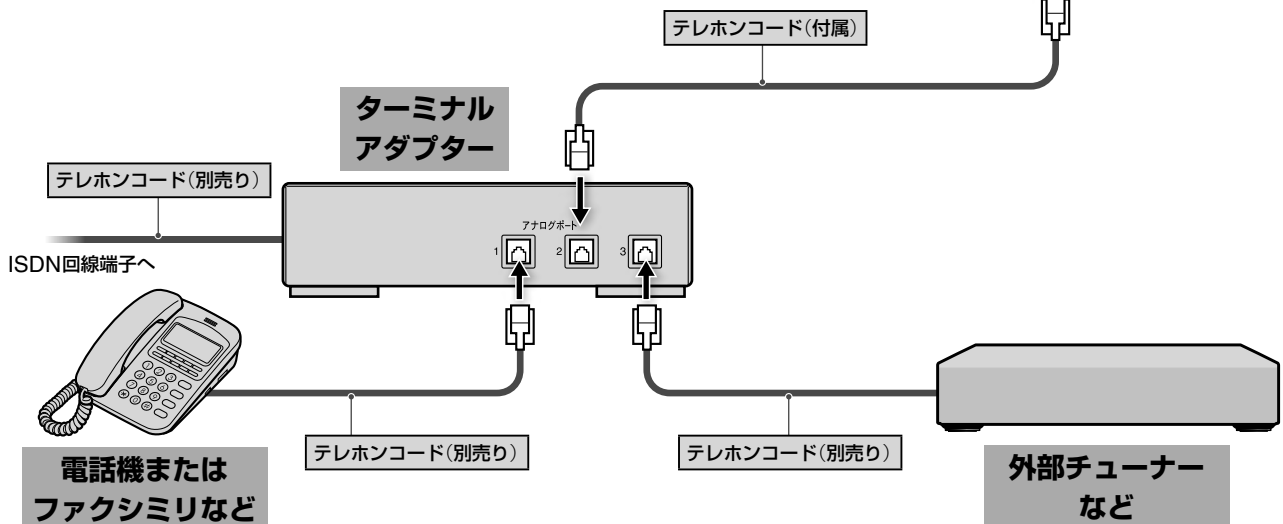 テレホンコード（付属）
ターミナル
アダプター
テレホンコード（別売り）
アナログポート
1
2
3
ISDN回線端子へ
テレホンコード（別売り）
テレホンコード（別売り）
電話機または
ファクシミリなど
外部チューナー
など